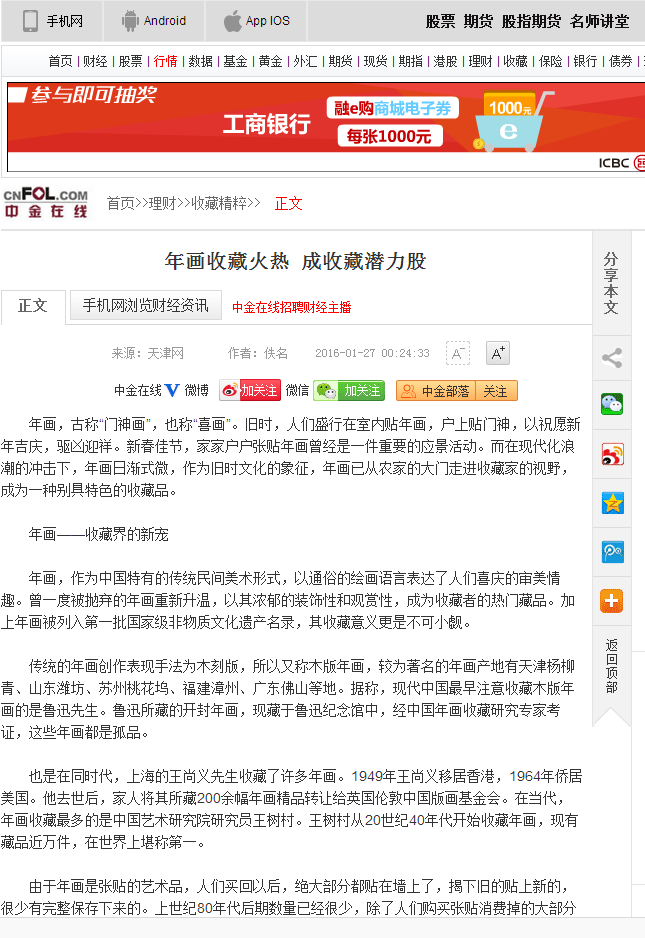 手机网 Android App IOS 股票 期货 股指期货 名师讲堂
首页 | 财经 | 股票 | 行情 | 数据 | 基金 | 黄金 | 外汇 | 期货 | 现货 | 期指 | 港股 | 理财 | 收藏 | 保险 | 银行 | 债券 |
参与即可抽奖
工商银行
融e购商城电子券
每张1000元
1000元
e
ICBC
CNFOL.COM
中金在线
首页>>理财>>收藏精粹>> 正文
年画收藏火热 成收藏潜力股
正文 手机网浏览财经资讯 中金在线招聘财经主播
来源：天津网 作者：佚名 2016-01-27 00:24:33 A- A+
中金在线 微博 加关注 微信 加关注 中金部落 关注
年画，古称“门神画”，也称“喜画”。旧时，人们盛行在室内贴年画，户上贴门神，以祝愿新
年吉庆，驱凶迎祥。新春佳节，家家户户张贴年画曾经是一件重要的应景活动。而在现代化浪
潮的冲击下，年画日渐式微，作为旧时文化的象征，年画已从农家的大门走进收藏家的视野，
成为一种别具特色的收藏品。
年画——收藏界的新宠
年画，作为中国特有的传统民间美术形式，以通俗的绘画语言表达了人们喜庆的审美情
趣。曾一度被抛弃的年画重新升温，以其浓郁的装饰性和观赏性，成为收藏者的热门藏品。加
上年画被列入第一批国家级非物质文化遗产名录，其收藏意义更是不可小觑。
传统的年画创作表现手法为木刻版，所以又称木版年画，较为著名的年画产地有天津杨柳
青、山东潍坊、苏州桃花坞、福建漳州、广东佛山等地。据称，现代中国最早注意收藏木版年
画的是鲁迅先生。鲁迅所藏的开封年画，现藏于鲁迅纪念馆中，经中国年画收藏研究专家考
证，这些年画都是孤品。
也是在同时代，上海的王尚义先生收藏了许多年画。1949年王尚义移居香港，1964年侨居
美国。他去世后，家人将其所藏200余幅年画精品转让给英国伦敦中国版画基金会。在当代，
年画收藏最多的是中国艺术研究院研究员王树村。王树村从20世纪40年代开始收藏年画，现有
藏品近万件，在世界上堪称第一。
由于年画是张贴的艺术品，人们买回以后，绝大部分都贴在墙上了，揭下旧的贴上新的，
很少有完整保存下来的。上世纪80年代后期数量已经很少，除了人们购买张贴消费掉的大部分
分享本文
返回顶部